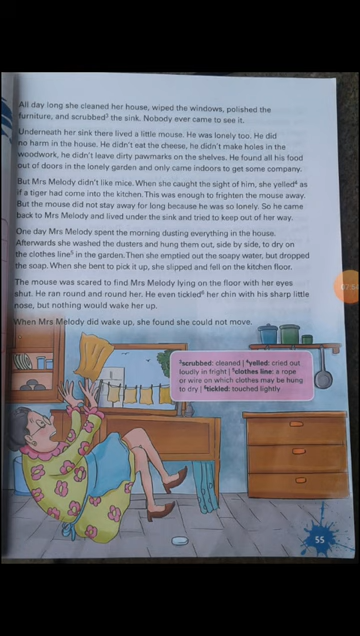 All day long she cleaned her house, wiped the windows, polished the
furniture, and scrubbed³ the sink. Nobody ever came to see it.
Underneath her sink there lived a little mouse. He was lonely too. He did
no harm in the house. He didn't eat the cheese, he didn't make holes in the
woodwork, he didn't leave dirty pawmarks on the shelves. He found all his food
out of doors in the lonely garden and only came indoors to get some company.
But Mrs Melody didn't like mice. When she caught the sight of him, she yelled⁴ as
if a tiger had come into the kitchen. This was enough to frighten the mouse away.
But the mouse did not stay away for long because he was so lonely. So he came
back to Mrs Melody and lived under the sink and tried to keep out of her way.
One day Mrs Melody spent the morning dusting everything in the house.
Afterwards she washed the dusters and hung them out, side by side, to dry on
the clothes line⁵ in the garden. Then she emptied out the soapy water, but dropped
the soap. When she bent to pick it up, she slipped and fell on the kitchen floor.
The mouse was scared to find Mrs Melody lying on the floor with her eyes
shut. He ran round and round her. He even tickled⁶ her chin with his sharp little
nose, but nothing would wake her up.
When Mrs Melody did wake up, she found she could not move.
³scrubbed: cleaned | ⁴yelled: cried out
loudly in fright | ⁵clothes line: a rope
or wire on which clothes may be hung
to dry | ⁶tickled: touched lightly
55